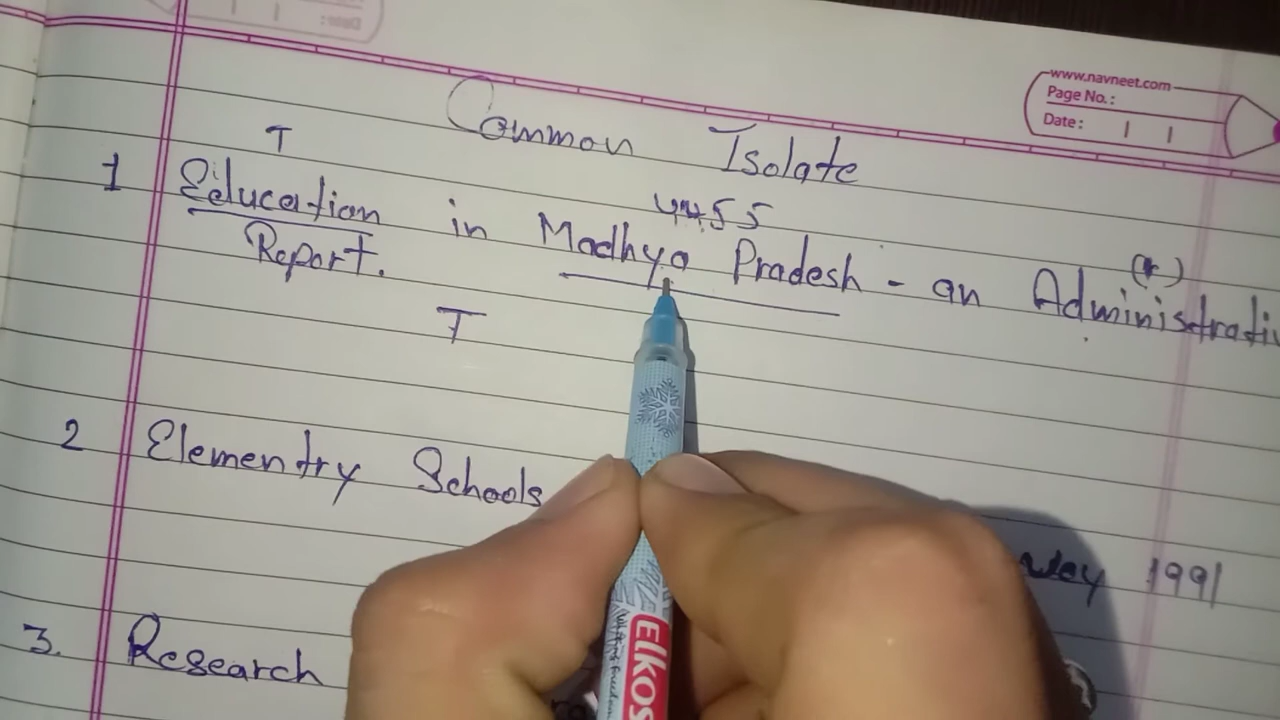 www.navneet.com
Page No.:
Date:
Common Isolate
T 4455 (r)
1 Education in Madhya Pradesh - an Administrati
Report.
T
2 Elementry Schools
1991
3. Research
ELKOS